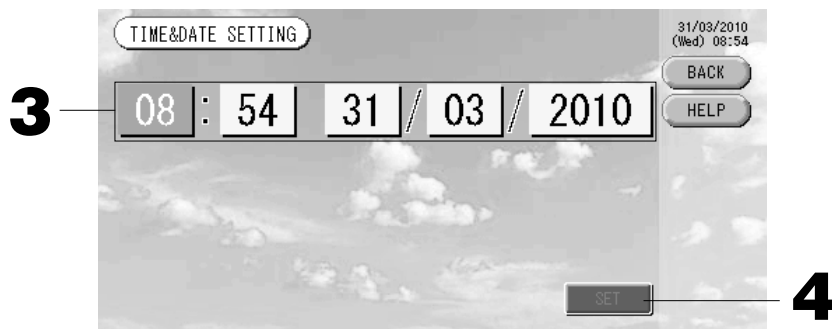 TIME&DATE SETTING
31/03/2010
(Wed) 08:54
BACK
HELP
3
08 : 54 31 / 03 / 2010
SET
4